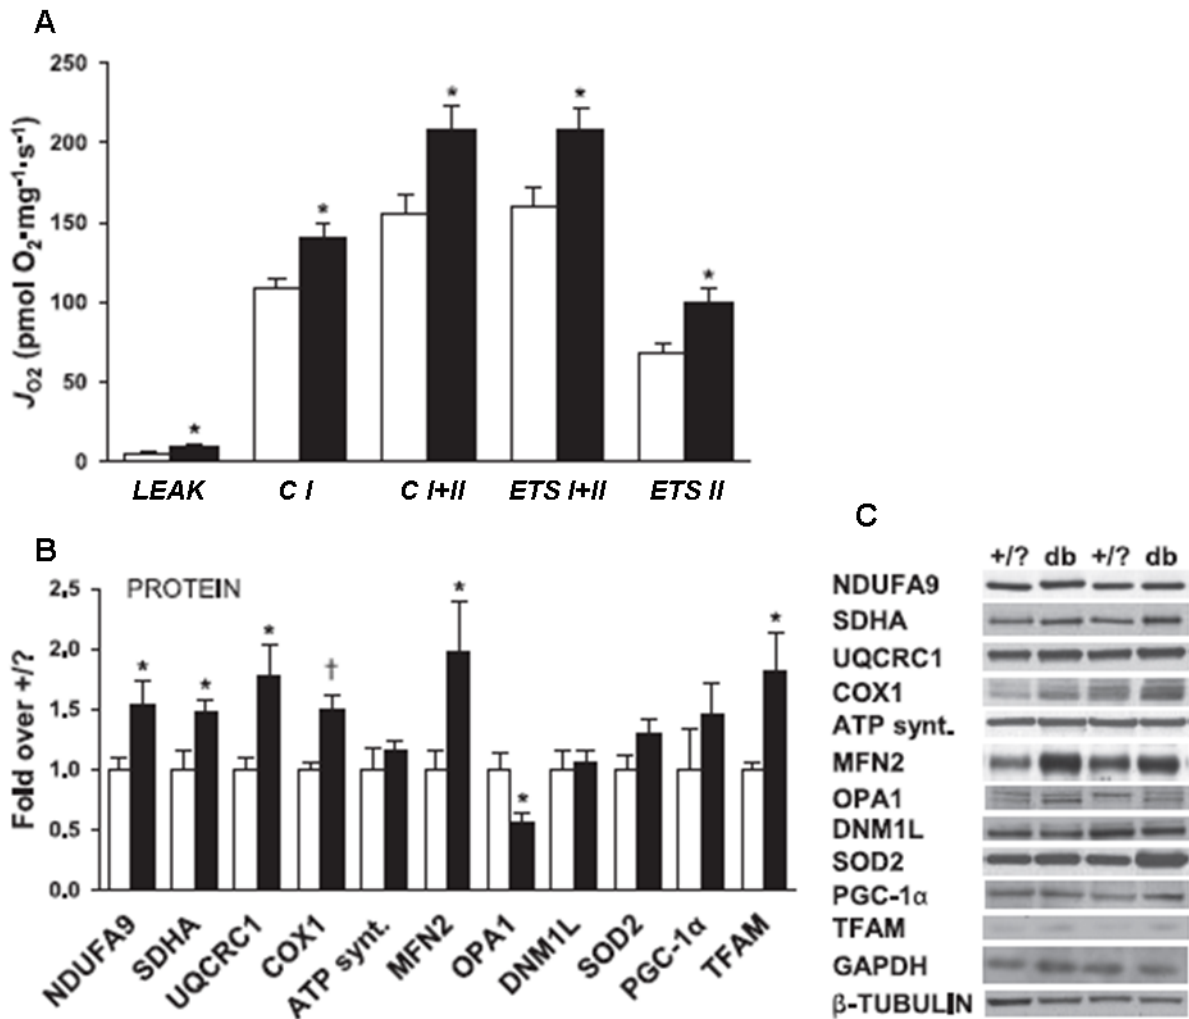 A
250
200
150
100
50
0
J_O2 (pmol O₂·mg⁻¹·s⁻¹)
* * * * *
LEAK C I C I+II ETS I+II ETS II
B
PROTEIN
2.5
2.0
1.5
1.0
0.5
0.0
Fold over +/?
* * * † * * *
NDUFA9 SDHA UQCRC1 COX1 ATP synt. MFN2 OPA1 DNM1L SOD2 PGC-1α TFAM
C
+/? db +/? db
NDUFA9
SDHA
UQCRC1
COX1
ATP synt.
MFN2
OPA1
DNM1L
SOD2
PGC-1α
TFAM
GAPDH
β-TUBULIN